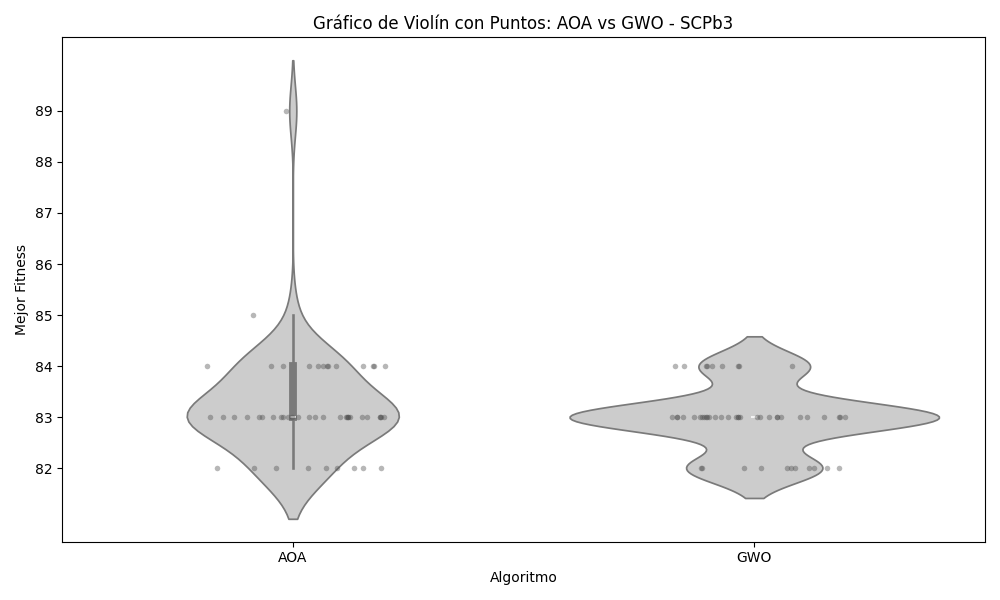 Gráfico de Violín con Puntos: AOA vs GWO - SCPb3
89
88
87
86
85
84
83
82
Mejor Fitness
AOA
GWO
Algoritmo